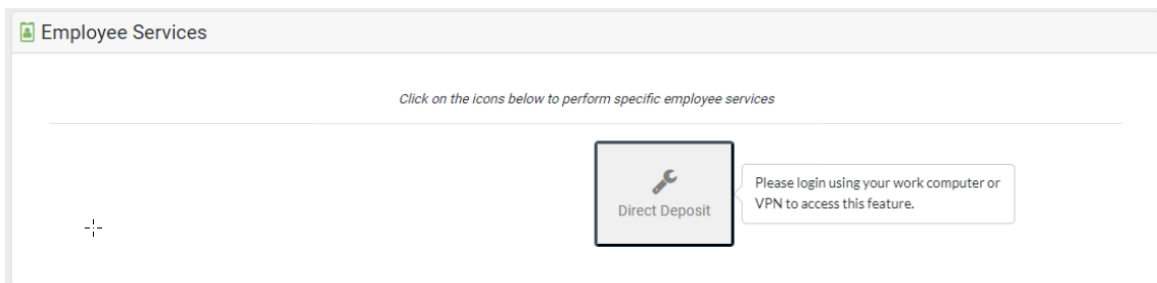 Employee Services
Click on the icons below to perform specific employee services
Direct Deposit
Please login using your work computer or
VPN to access this feature.